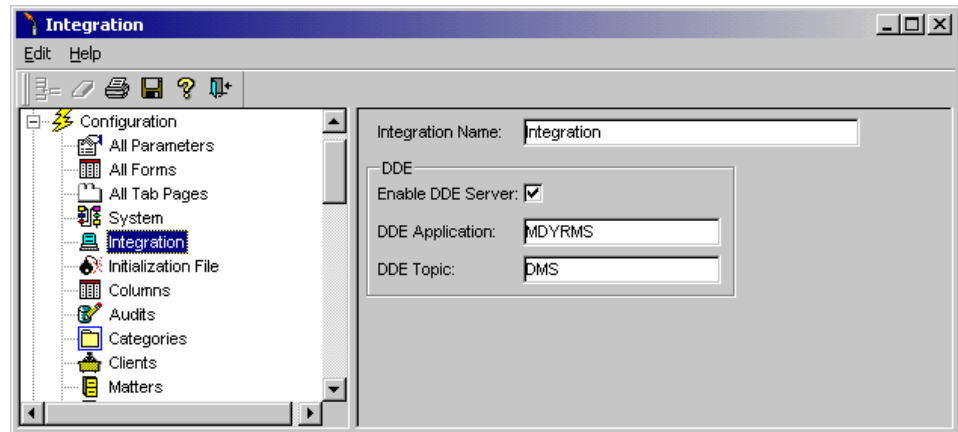 Integration
Edit Help
Configuration
All Parameters
All Forms
All Tab Pages
System
Integration
Initialization File
Columns
Audits
Categories
Clients
Matters
Integration Name: Integration
DDE
Enable DDE Server:
DDE Application: MDYRMS
DDE Topic: DMS